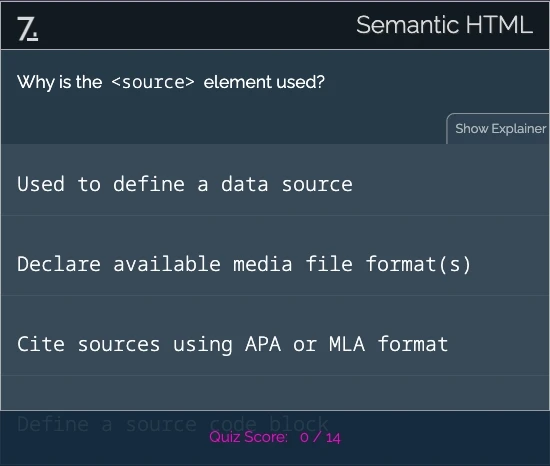 7.
Semantic HTML
Why is the <source> element used?
Show Explainer
Used to define a data source
Declare available media file format(s)
Cite sources using APA or MLA format
Define a source code block
Quiz Score: 0 / 14